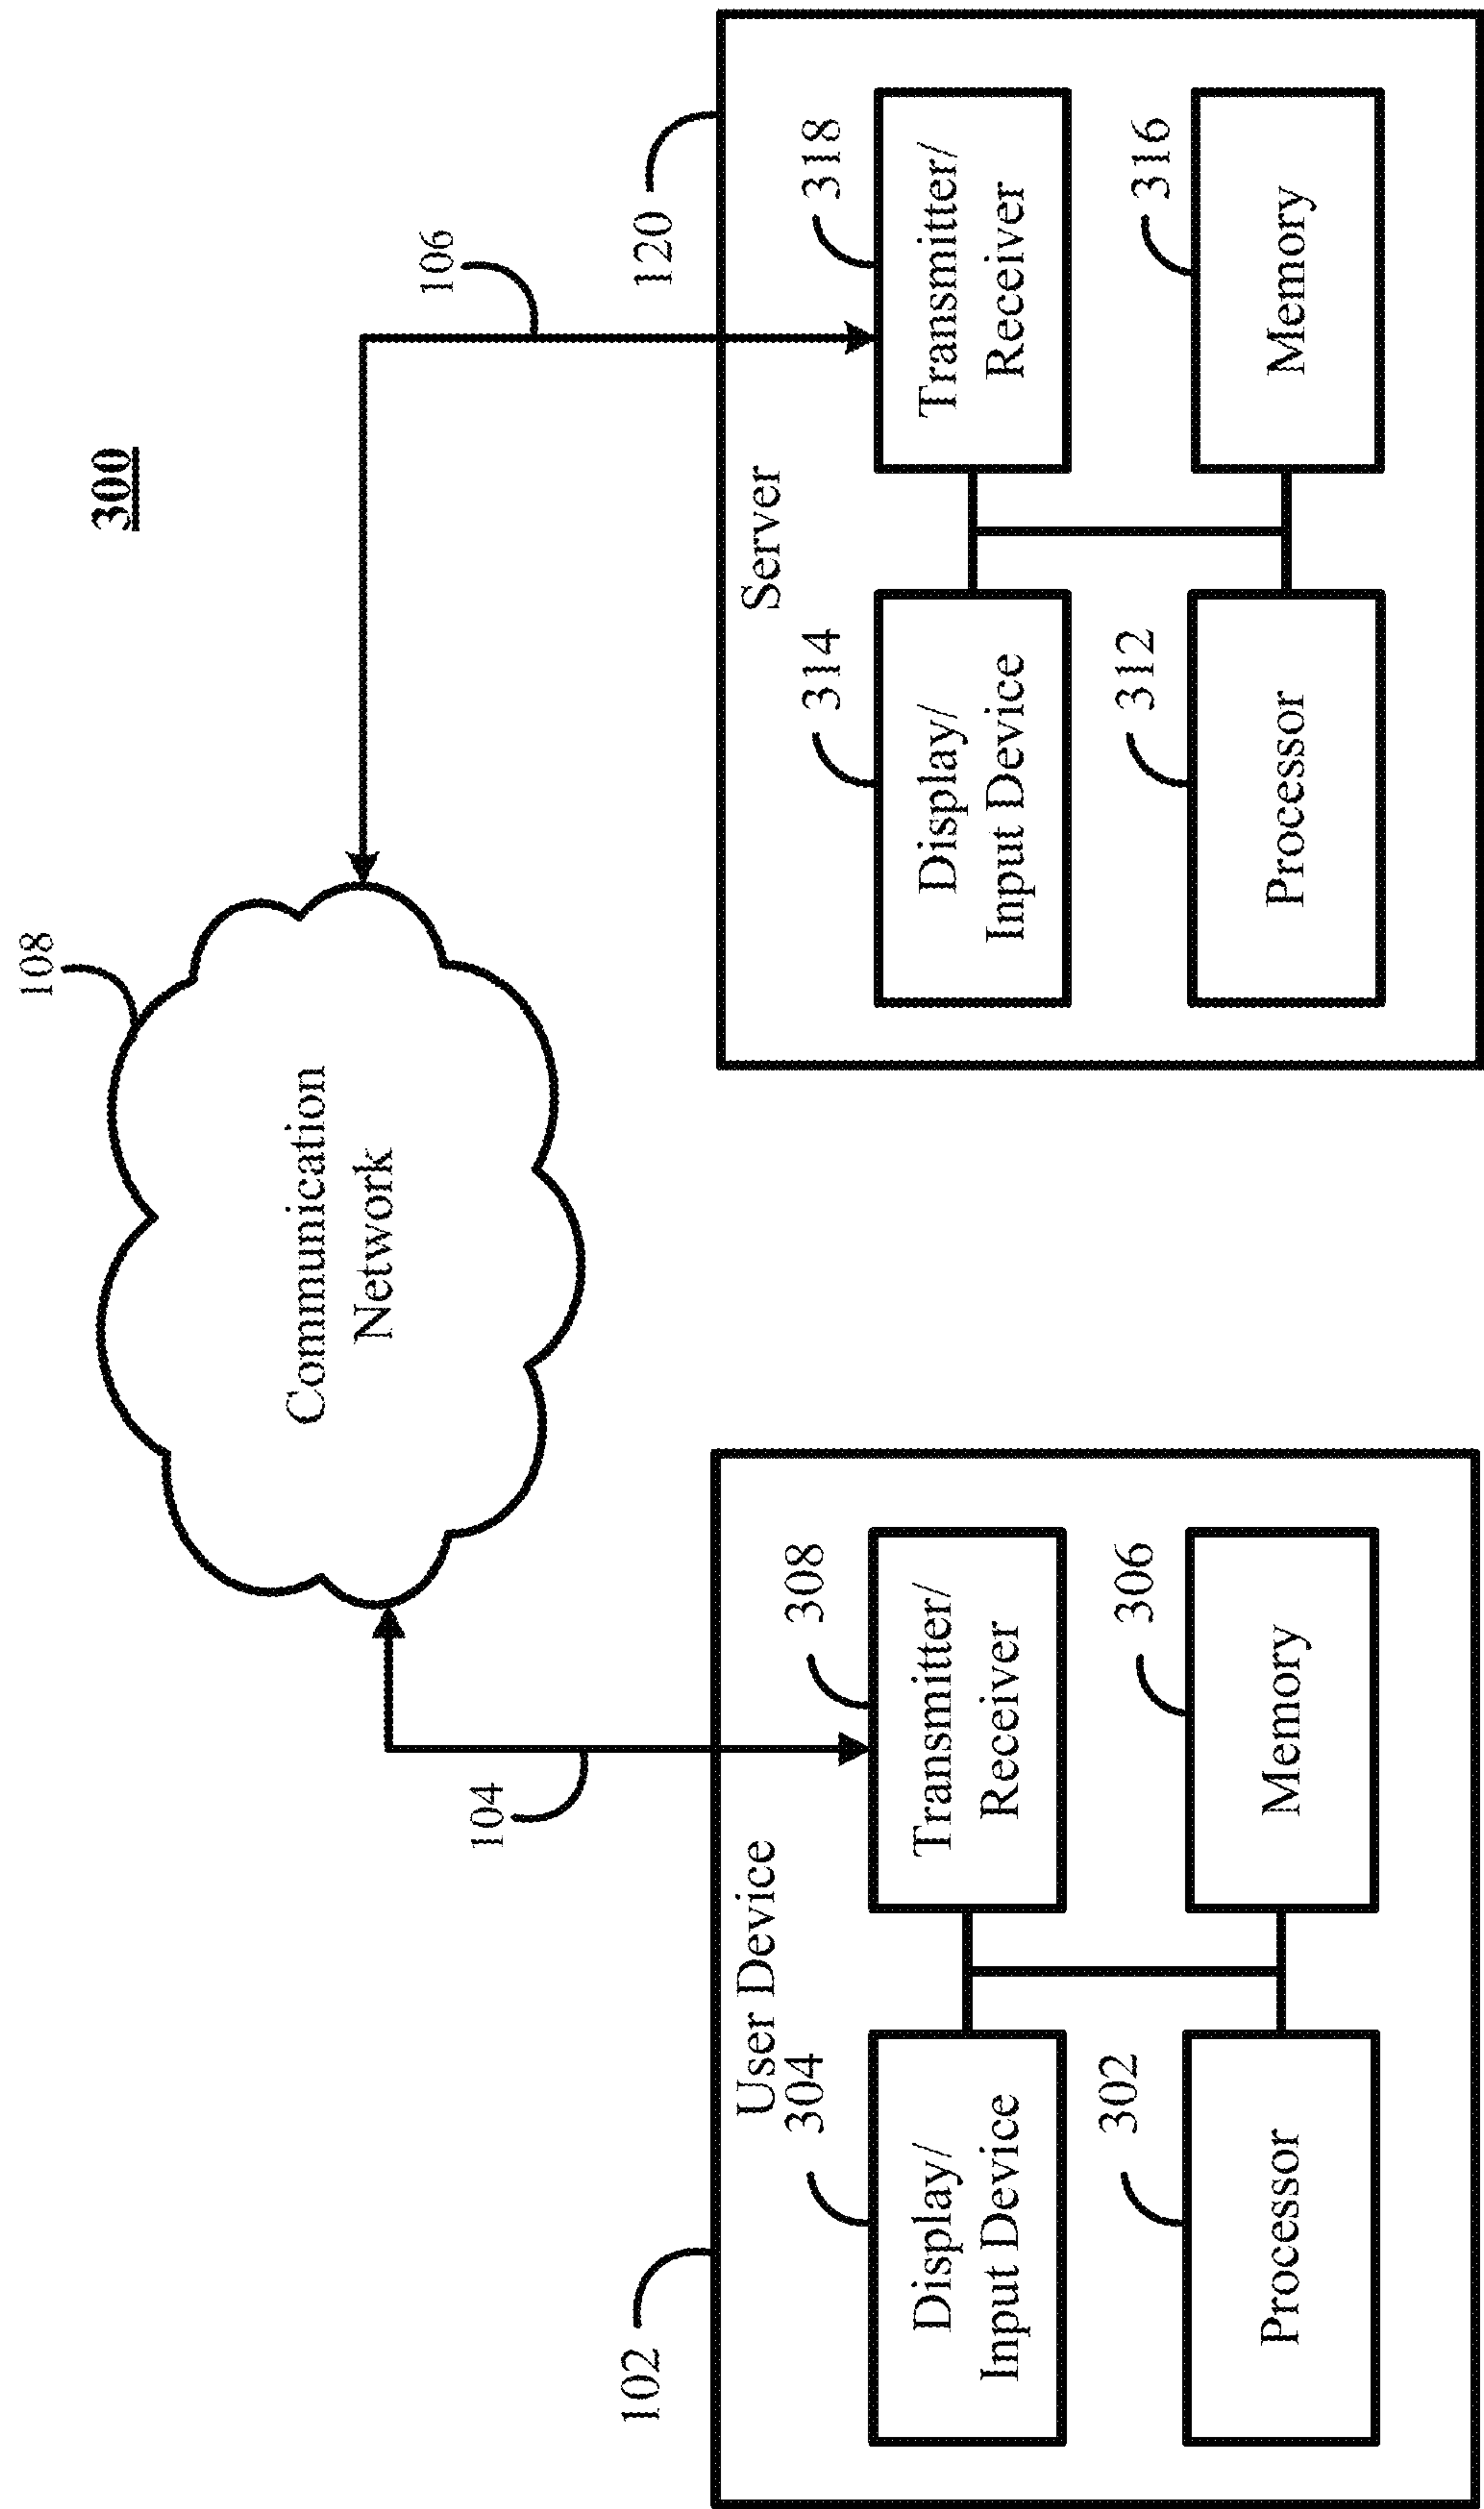 300
108
Communication
Network
106
104
102
User Device
304
Display/
Input Device
308
Transmitter/
Receiver
302
Processor
306
Memory
120
Server
314
Display/
Input Device
318
Transmitter/
Receiver
312
Processor
316
Memory